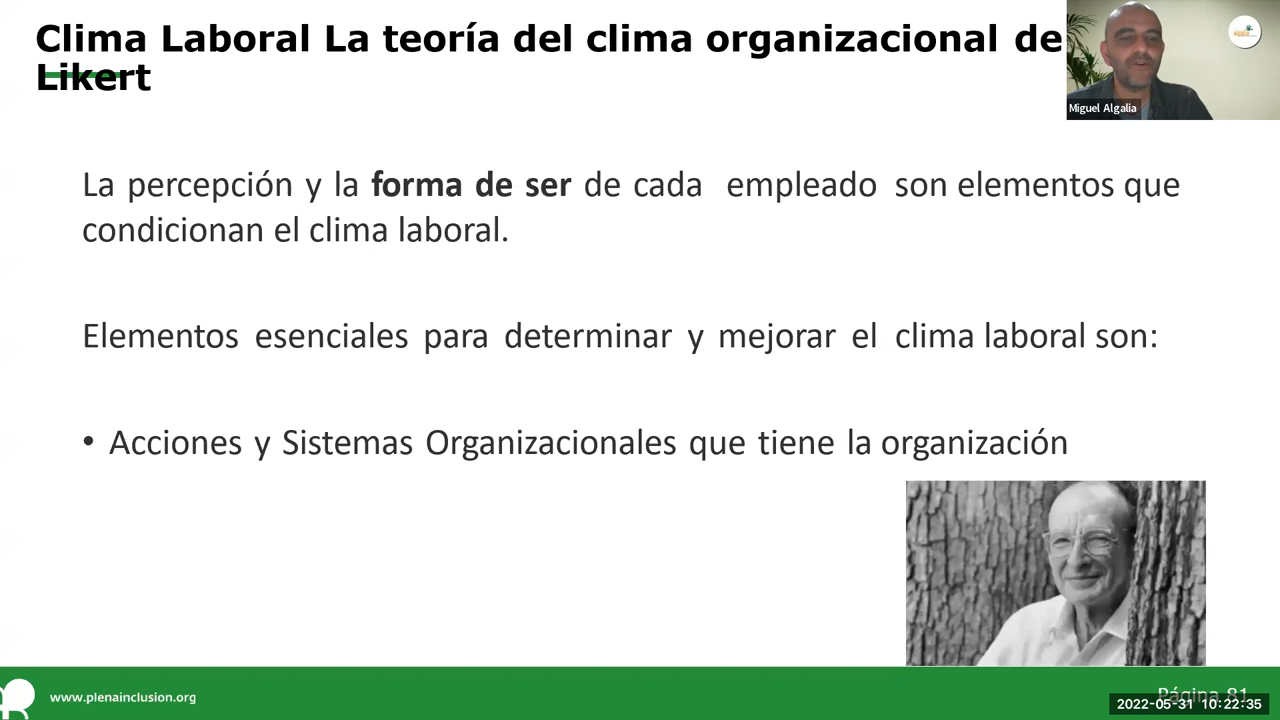 Clima Laboral La teoría del clima organizacional de
Likert
Miguel Algalia
La percepción y la forma de ser de cada empleado son elementos que
condicionan el clima laboral.
Elementos esenciales para determinar y mejorar el clima laboral son:
• Acciones y Sistemas Organizacionales que tiene la organización
www.plenainclusion.org
Página 81
2022-05-31 10:22:35